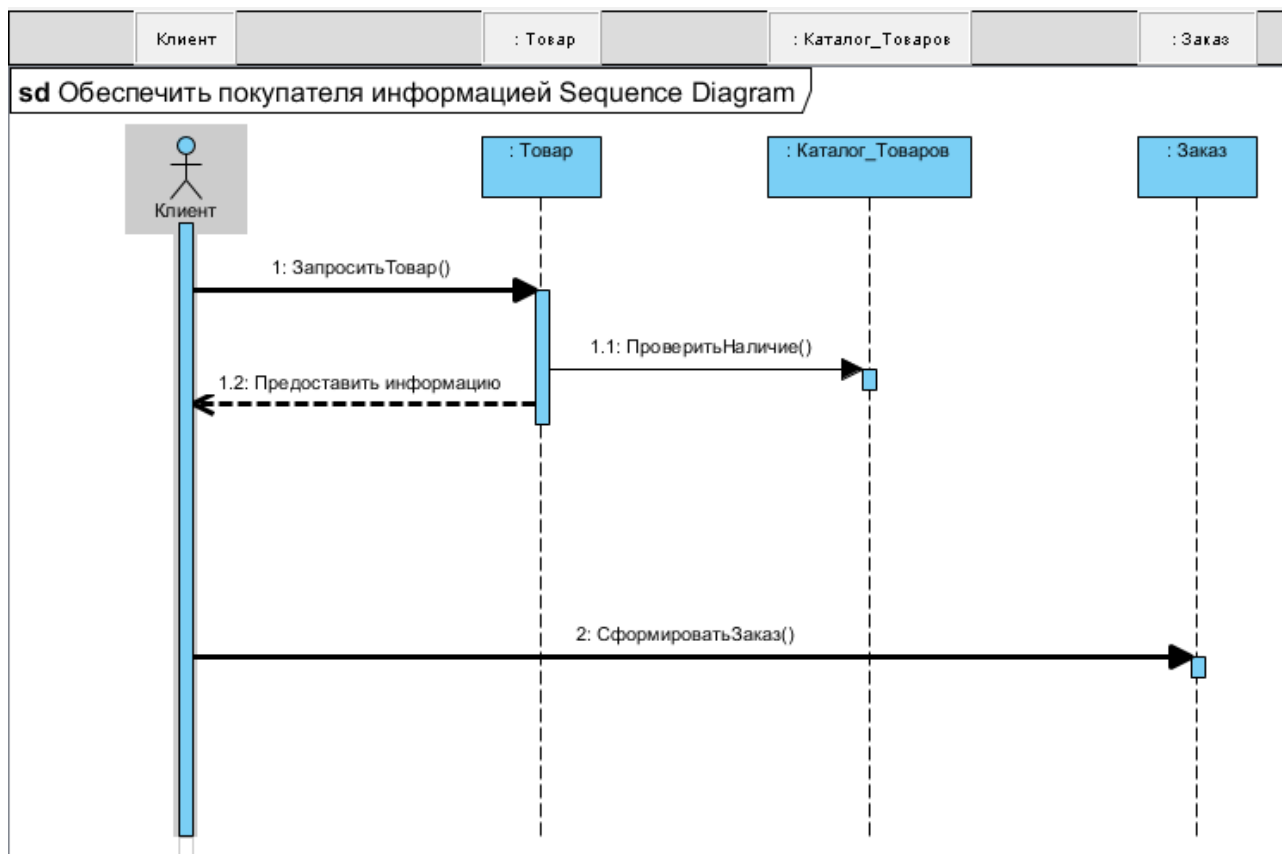 Клиент
: Товар
: Каталог_Товаров
: Заказ
sd Обеспечить покупателя информацией Sequence Diagram
: Товар
: Каталог_Товаров
: Заказ
Клиент
1: ЗапроситьТовар()
1.1: ПроверитьНаличие()
1.2: Предоставить информацию
2: СформироватьЗаказ()